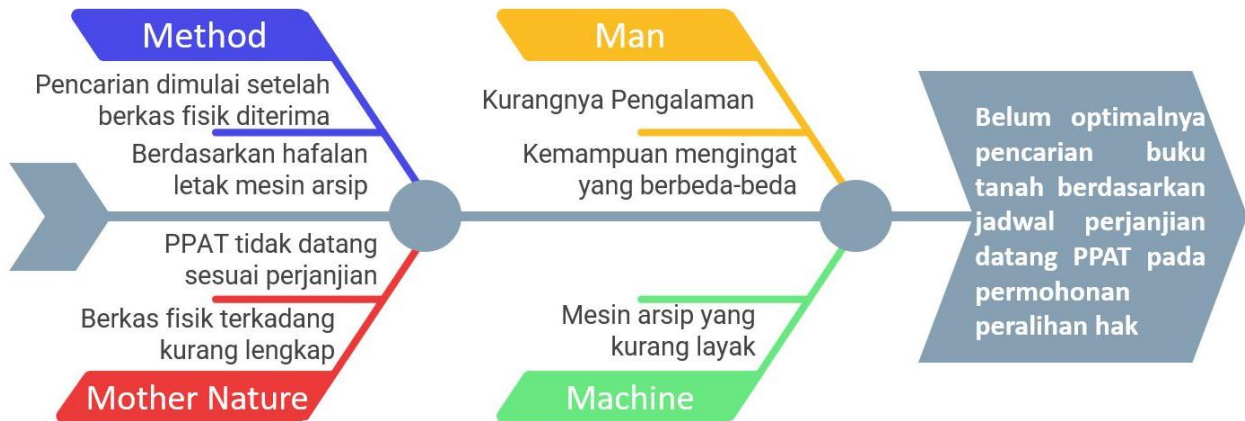 Method
Pencarian dimulai setelah
berkas fisik diterima
Berdasarkan hafalan
letak mesin arsip
Man
Kurangnya Pengalaman
Kemampuan mengingat
yang berbeda-beda
PPAT tidak datang
sesuai perjanjian
Berkas fisik terkadang
kurang lengkap
Mother Nature
Mesin arsip yang
kurang layak
Machine
Belum optimalnya
pencarian buku
tanah berdasarkan
jadwal perjanjian
datang PPAT pada
permohonan
peralihan hak